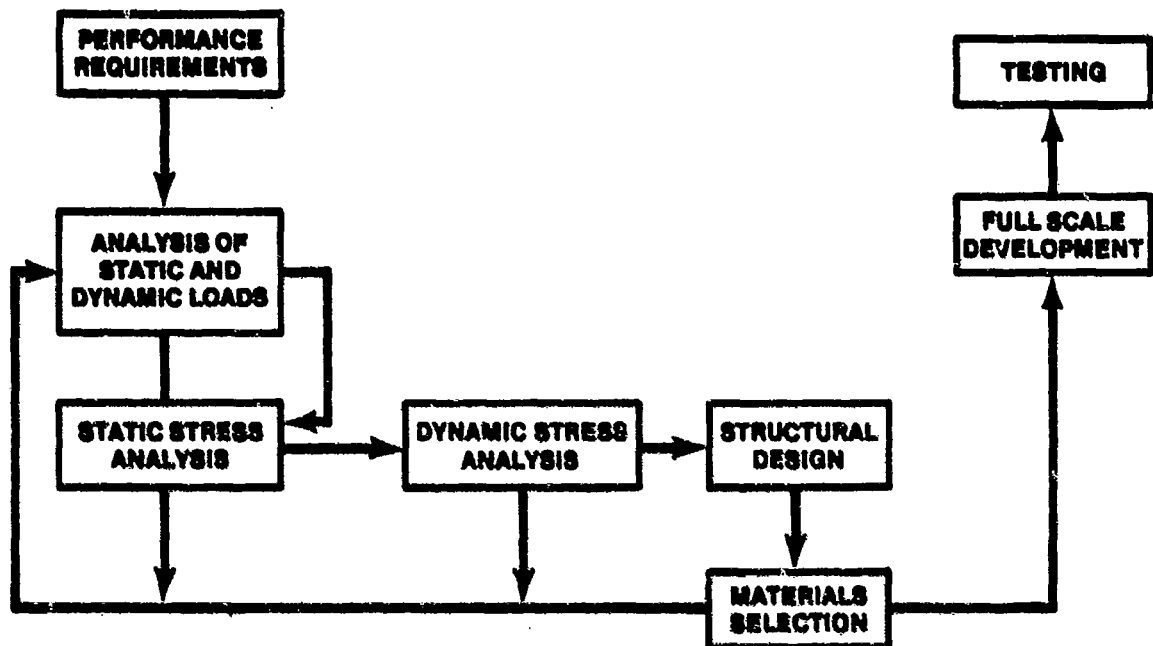 PERFORMANCE
REQUIREMENTS
TESTING
ANALYSIS OF
STATIC AND
DYNAMIC LOADS
FULL SCALE
DEVELOPMENT
STATIC STRESS
ANALYSIS
DYNAMIC STRESS
ANALYSIS
STRUCTURAL
DESIGN
MATERIALS
SELECTION